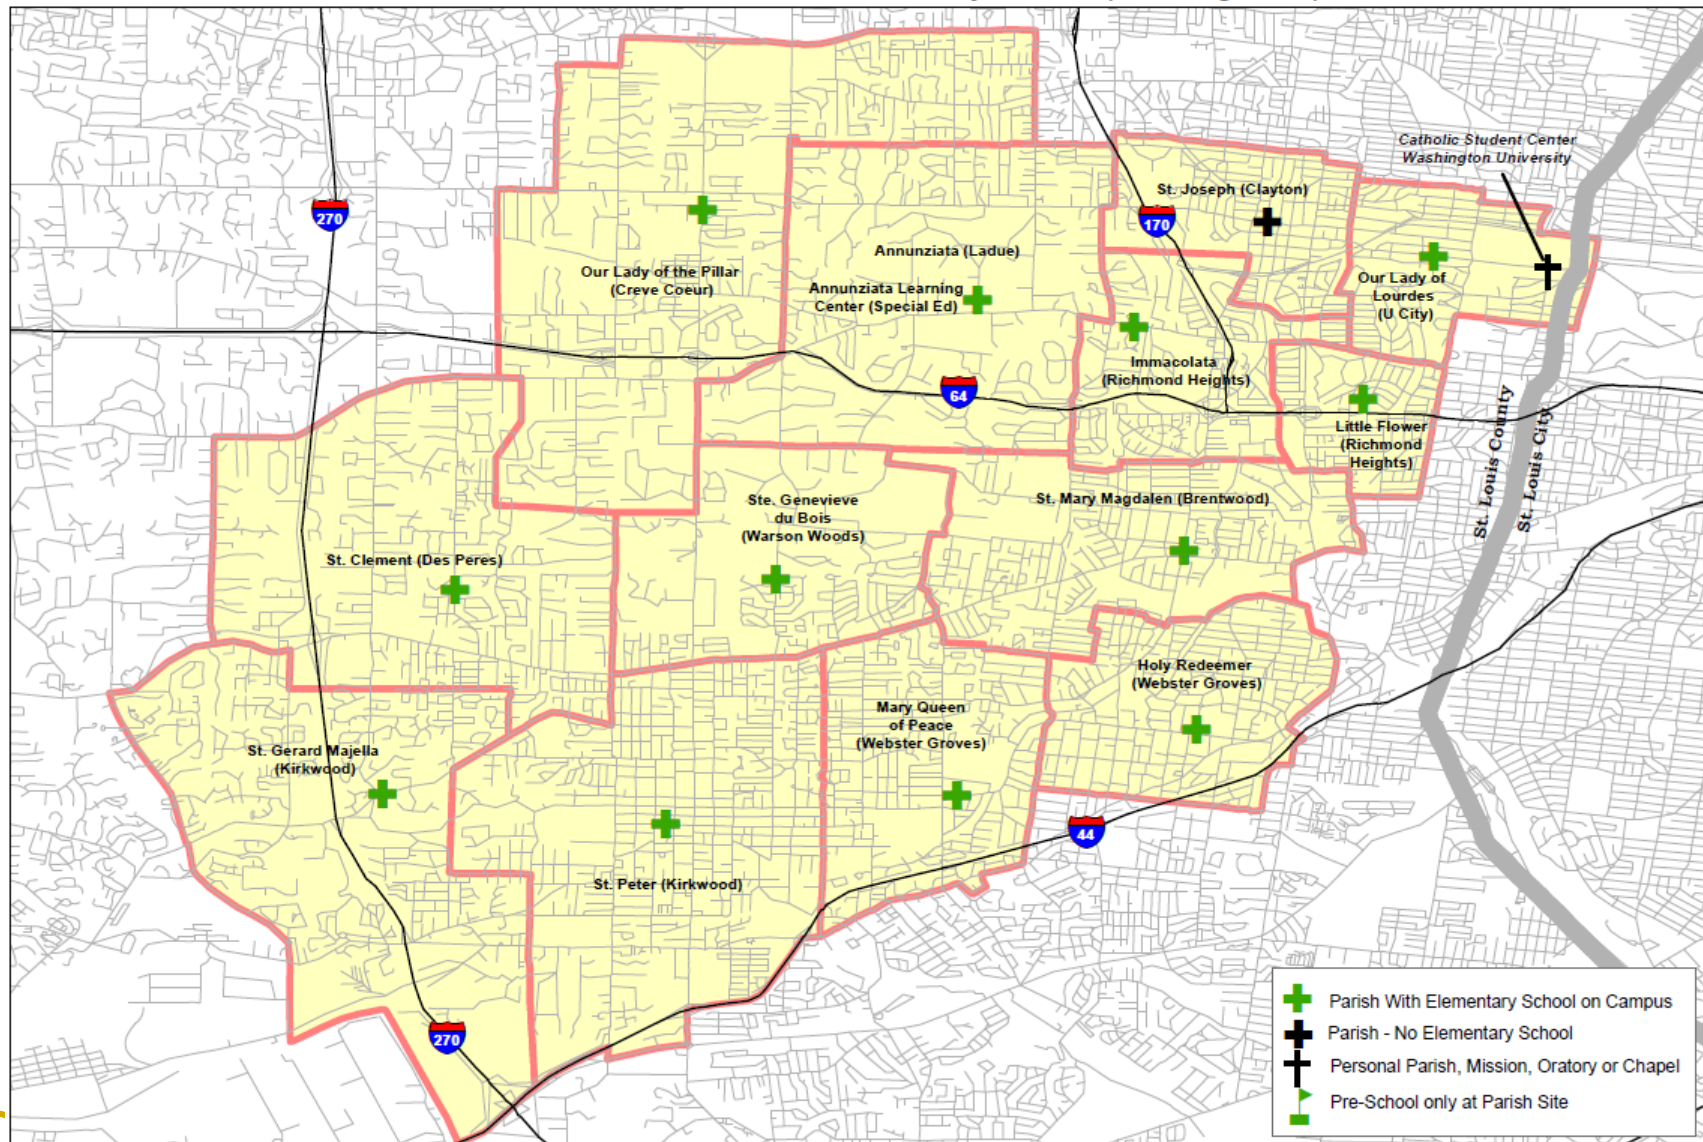 Catholic Student Center
Washington University
St. Joseph (Clayton)
270
170
Annunziata (Ladue)
Our Lady of the Pillar
(Creve Coeur)
Annunziata Learning
Center (Special Ed)
Our Lady of
Lourdes
(U City)
Immacolata
(Richmond Heights)
64
Little Flower
(Richmond
Heights)
St. Louis County
St. Louis City
Ste. Genevieve
du Bois
(Warson Woods)
St. Mary Magdalen (Brentwood)
St. Clement (Des Peres)
Holy Redeemer
(Webster Groves)
Mary Queen
of Peace
(Webster Groves)
St. Gerard Majella
(Kirkwood)
44
St. Peter (Kirkwood)
270
Parish With Elementary School on Campus
Parish - No Elementary School
Personal Parish, Mission, Oratory or Chapel
Pre-School only at Parish Site